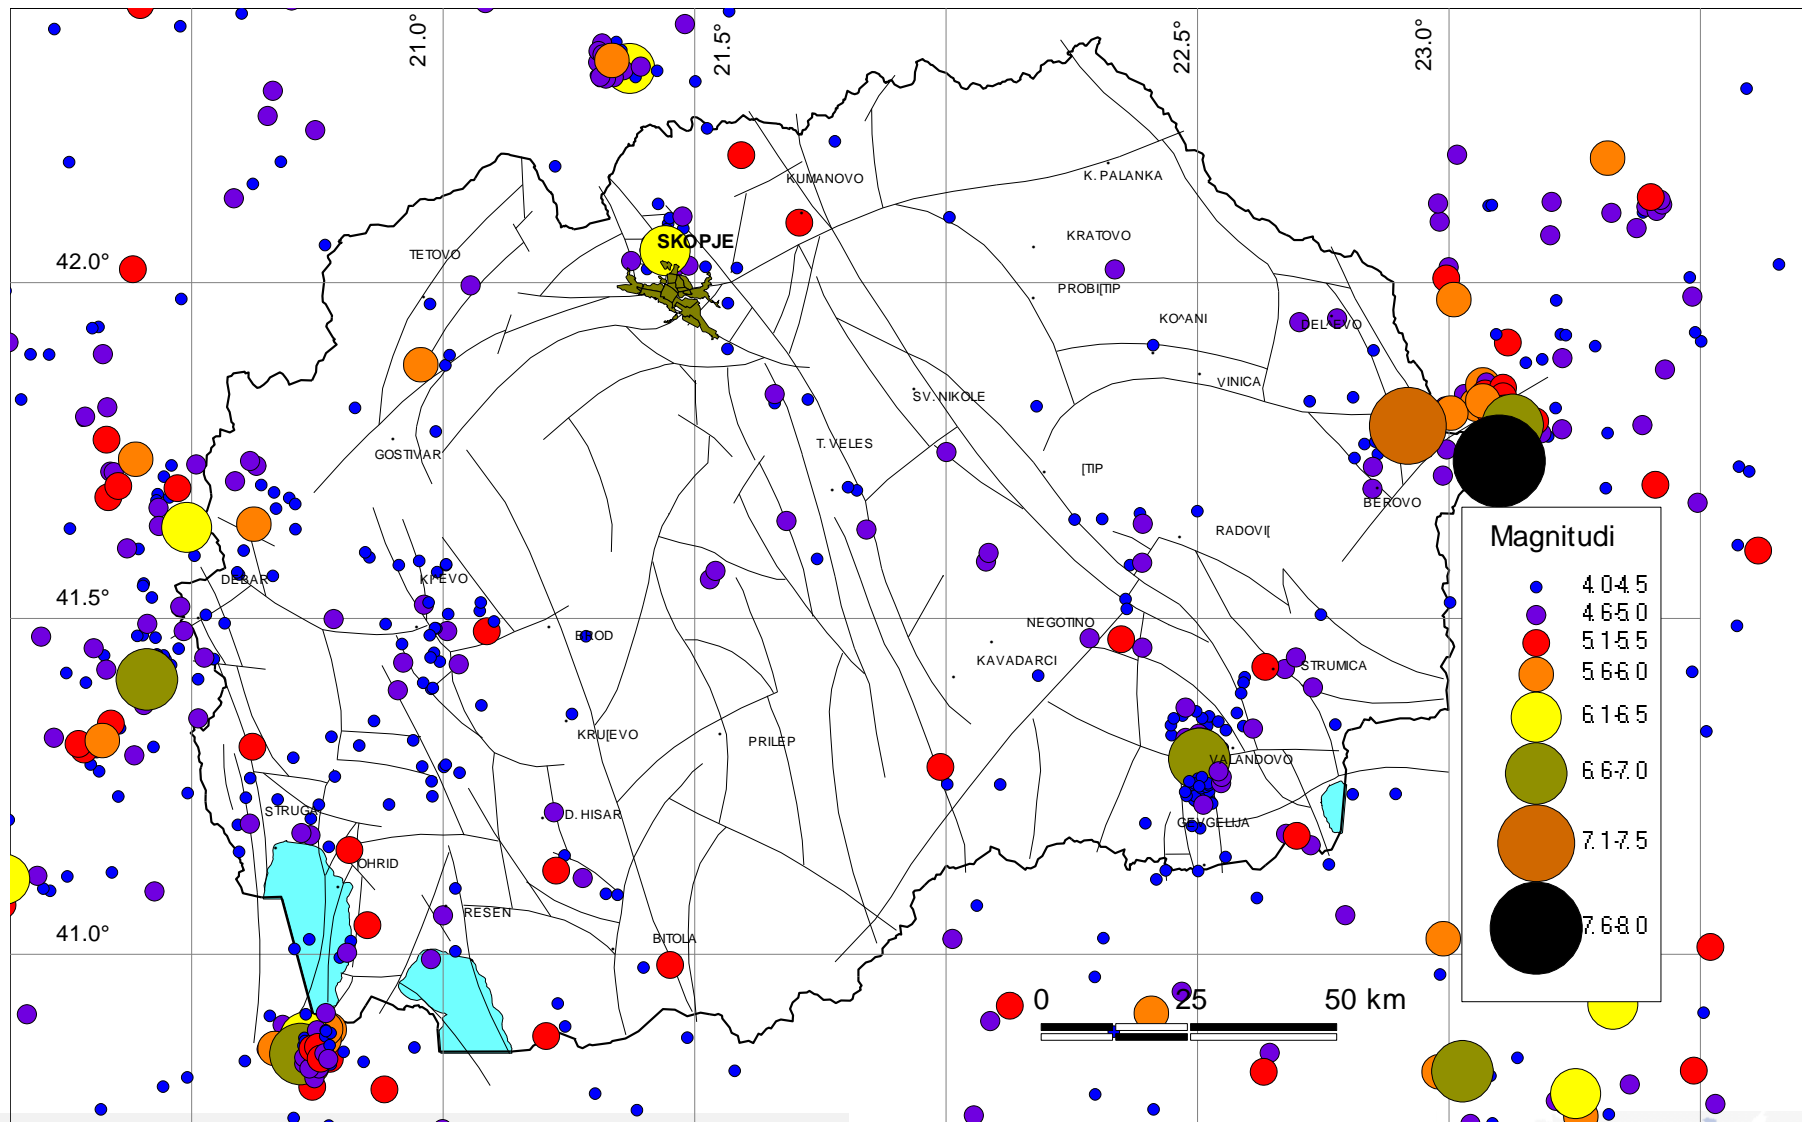 21.0°
21.5°
22.5°
23.0°
KUMANOVO
K. PALANKA
SKOPJE
KRATOVO
TETOVO
42.0°
PROBI[TIP
KO^ANI
DEL^EVO
VINICA
SV. NIKOLE
T. VELES
GOSTIVAR
[TIP
BEROVO
RADOVI[
Magnitudi
DEBAR
KI^EVO
4.0-4.5
41.5°
4.6-5.0
NEGOTINO
BROD
5.1-5.5
KAVADARCI
STRUMICA
5.6-6.0
6.1-6.5
KRU[EVO
PRILEP
VALANDOVO
6.6-7.0
STRUGA
D. HISAR
GEVGELIJA
7.1-7.5
OHRID
RESEN
7.6-8.0
41.0°
BITOLA
0 25 50 km